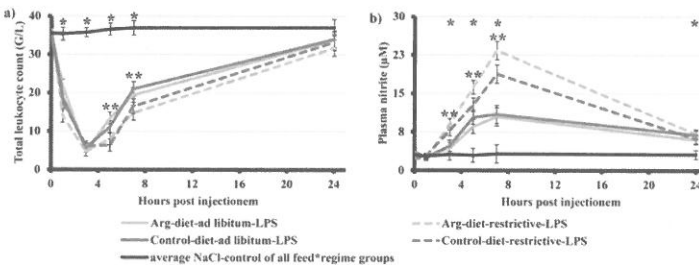 a)
Total leukocyte count (G/L)
40
30
20
10
0
0 4 8 12 16 20 24
Hours post injectionem
* * * * *
** **
b)
Plasma nitrite (µM)
30
23
15
8
0
0 4 8 12 16 20 24
Hours post injectionem
* * * *
*
** ** **
Arg-diet-ad libitum-LPS
Control-diet-ad libitum-LPS
average NaCl-control of all feed*regime groups
Arg-diet-restrictive-LPS
Control-diet-restrictive-LPS